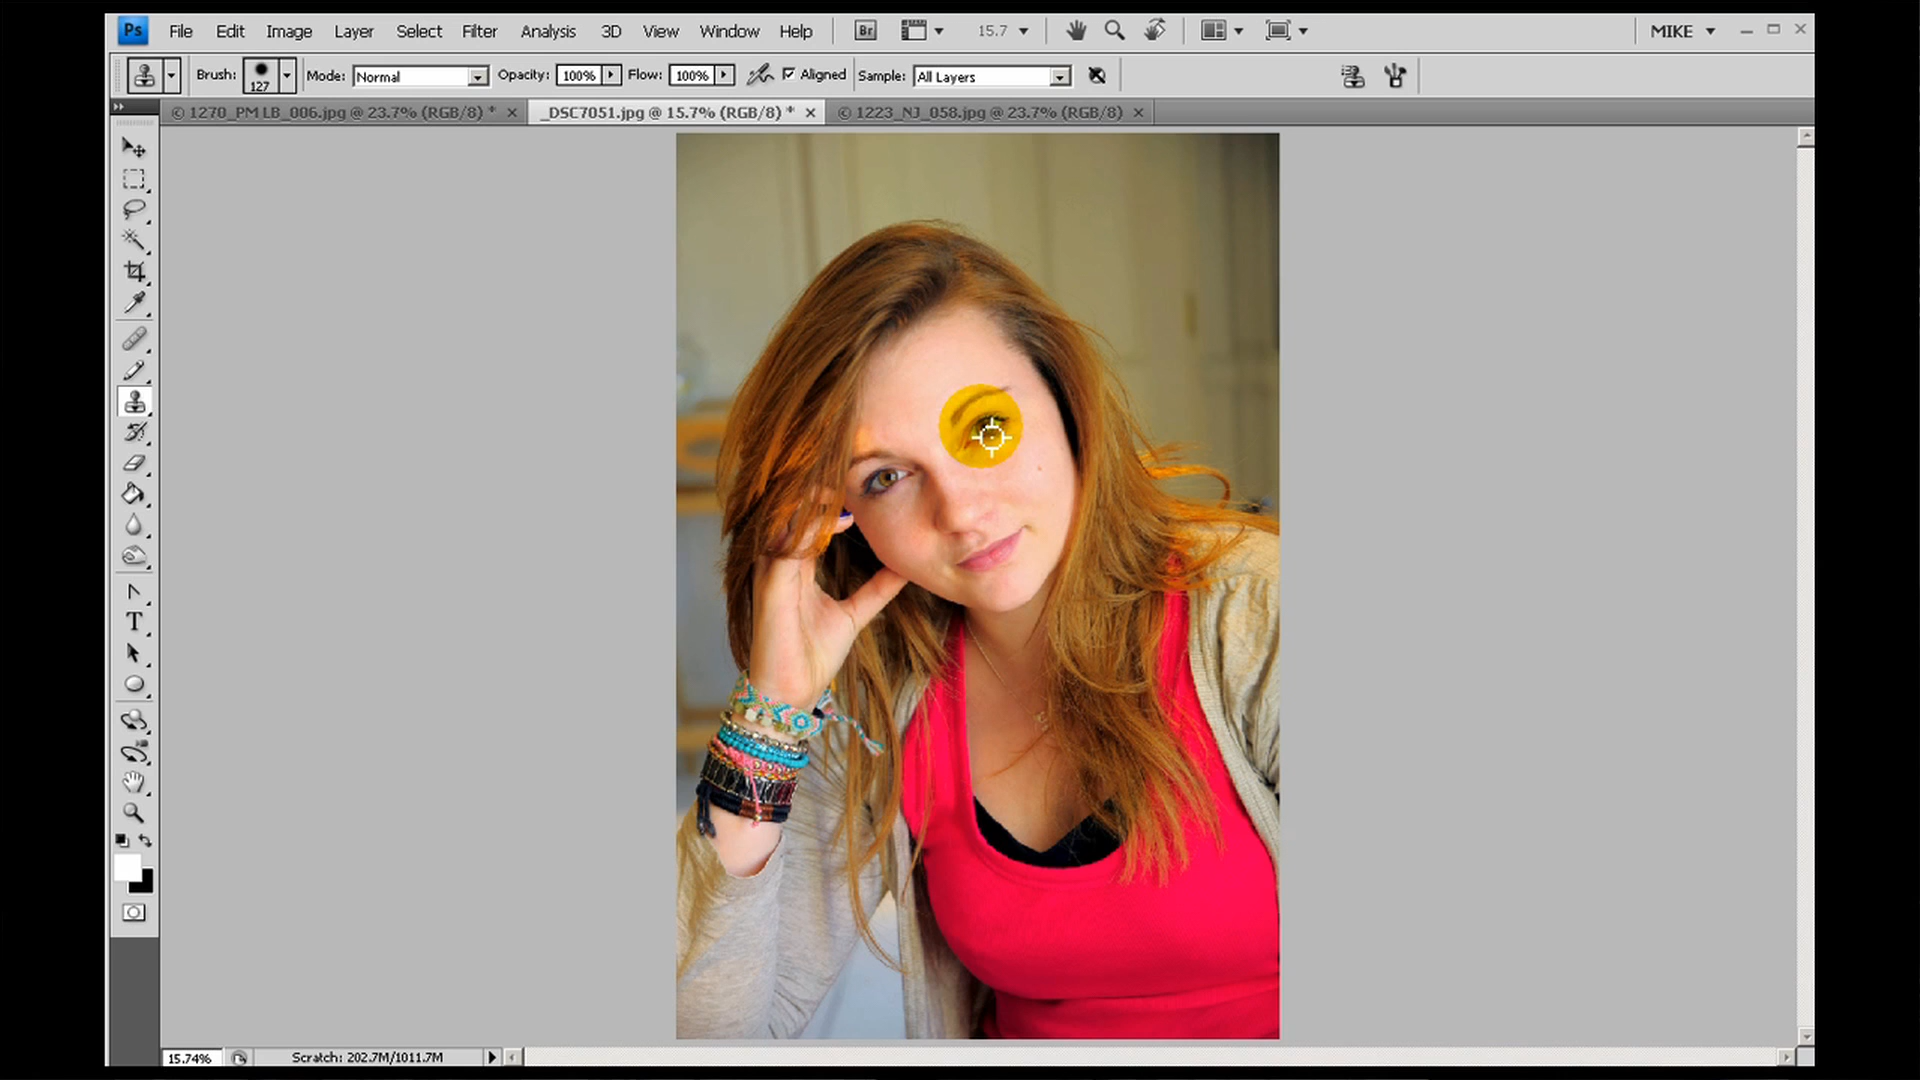 Ps File Edit Image Layer Select Filter Analysis 3D View Window Help Br 15.7 MIKE
Brush: 127 Mode: Normal Opacity: 100% Flow: 100% Aligned Sample: All Layers
© 1270_PM LB_006.jpg @ 23.7% (RGB/8) * _DSC7051.jpg @ 15.7% (RGB/8) * © 1223_NJ_058.jpg @ 23.7% (RGB/8)
T
15.74% Scratch: 202.7M/1011.7M